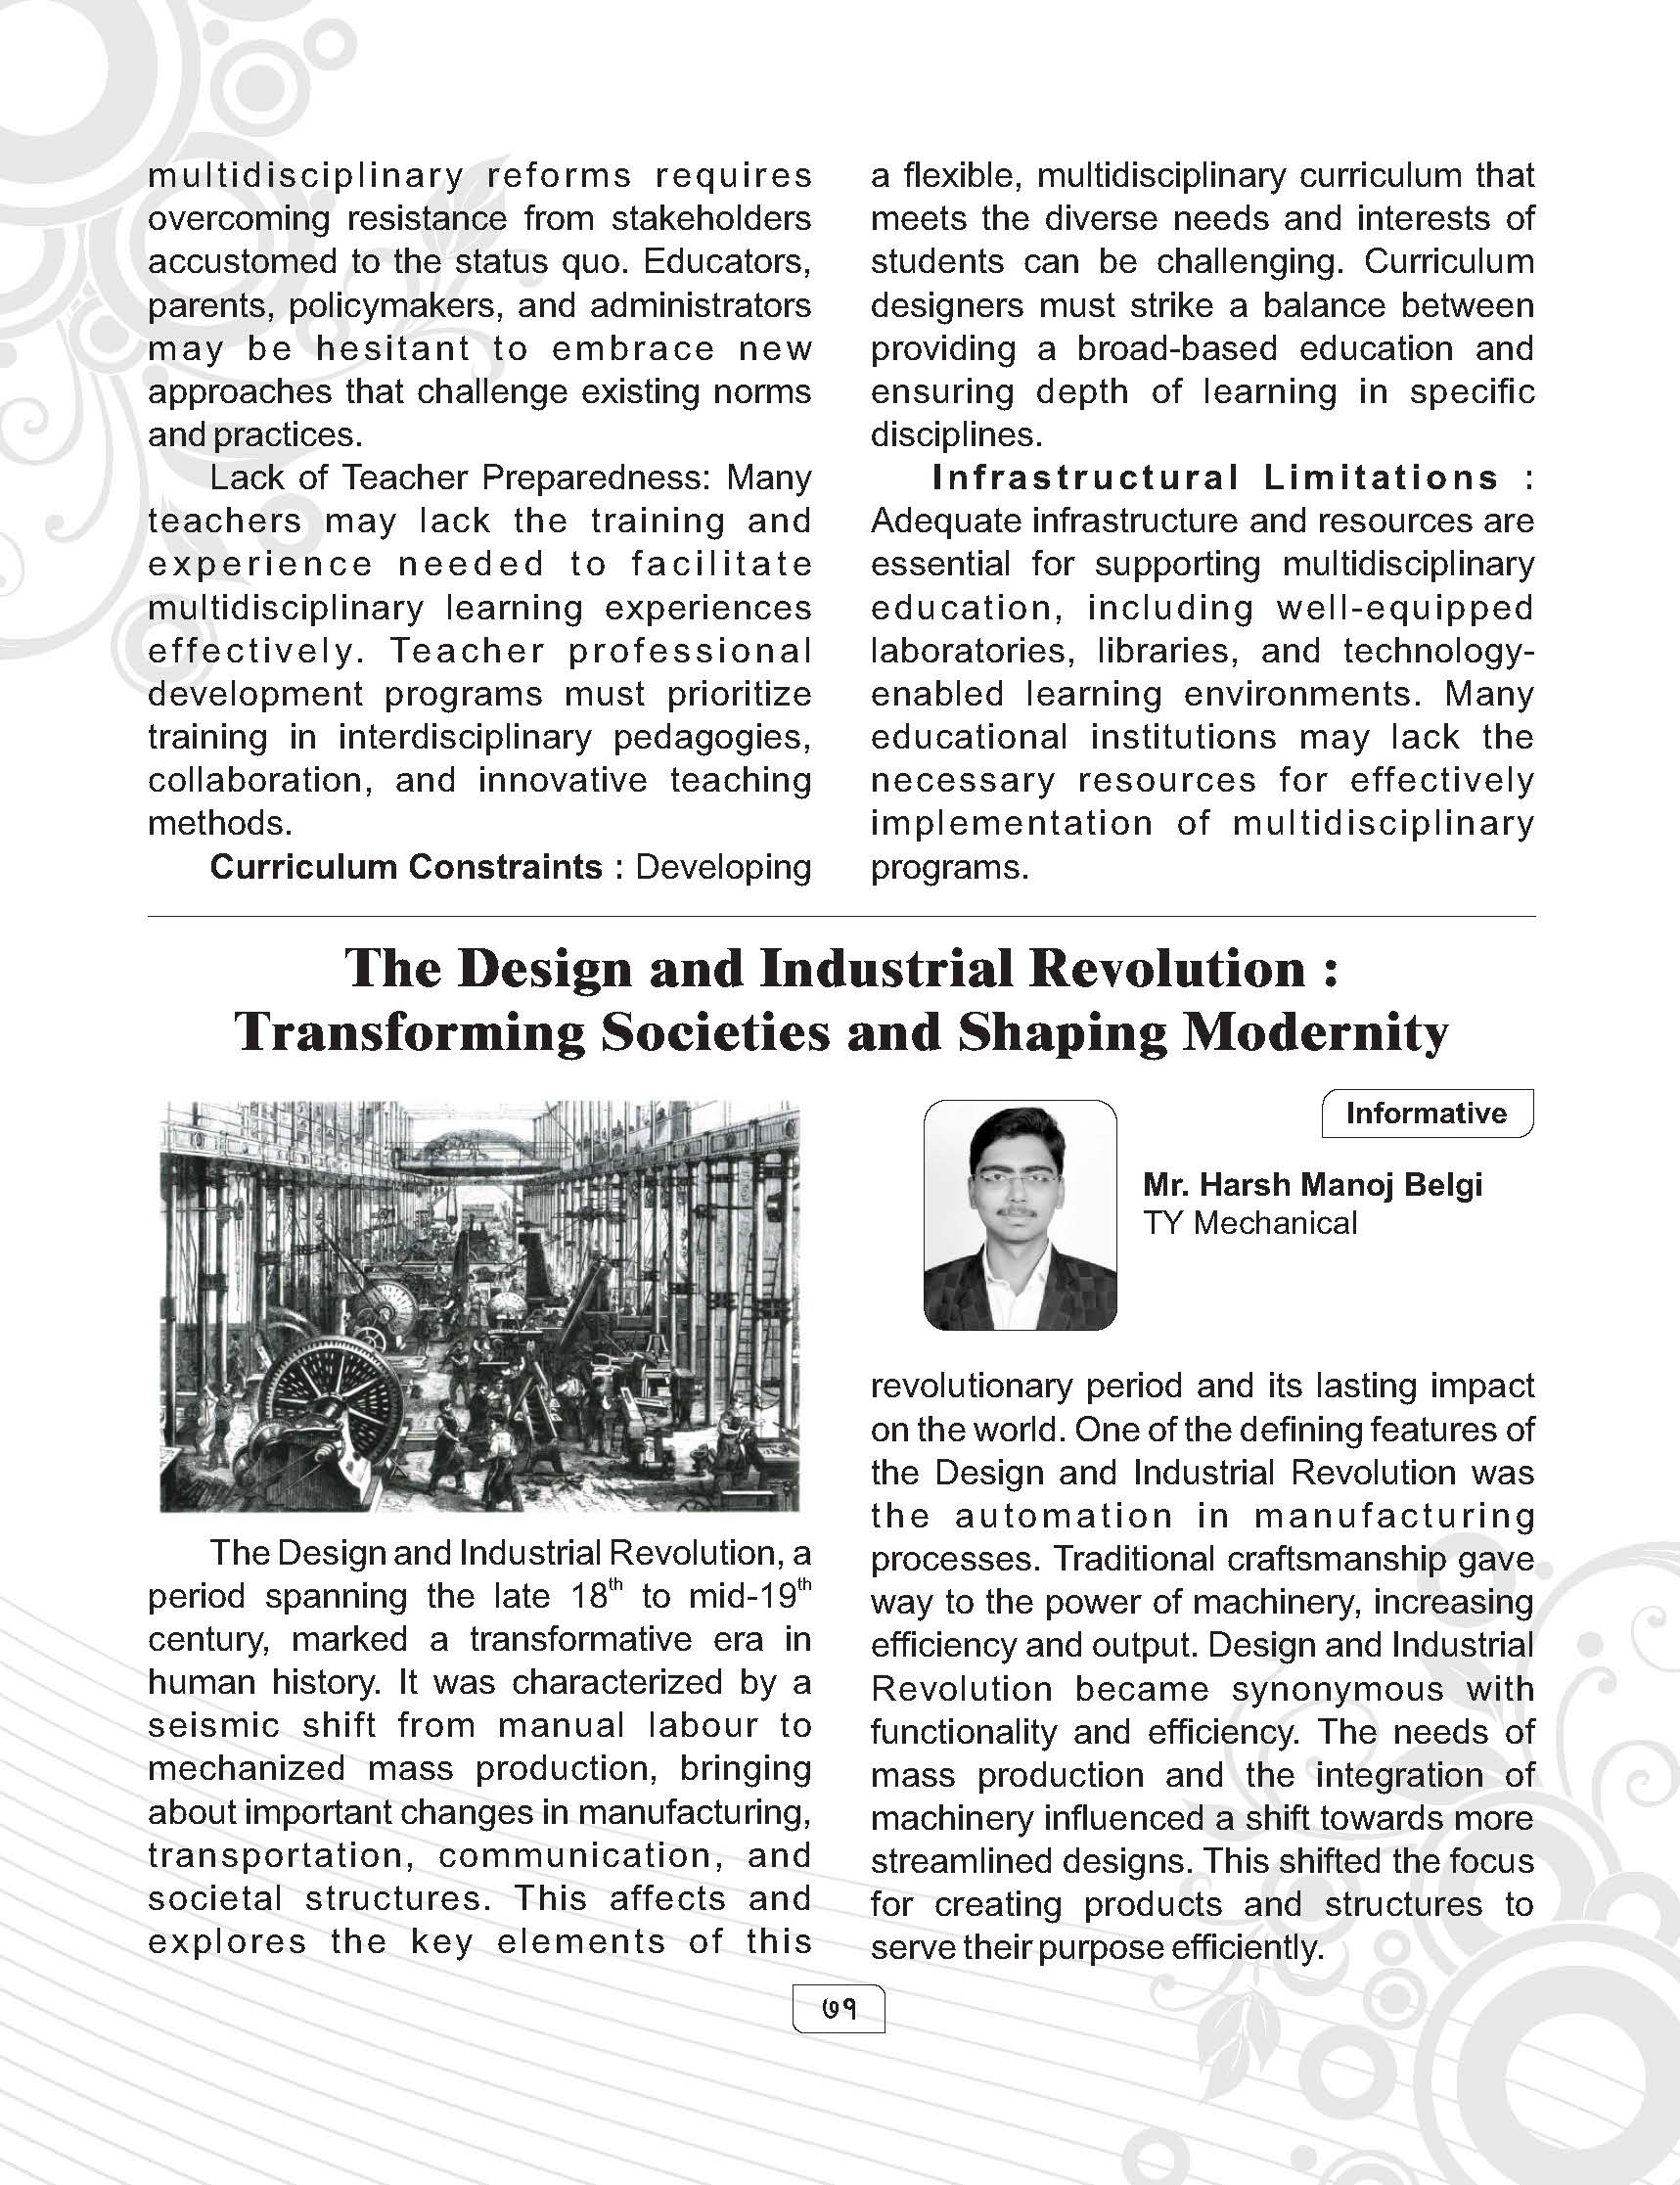 multidisciplinary reforms requires
overcoming resistance from stakeholders
accustomed to the status quo. Educators,
parents, policymakers, and administrators
may be hesitant to embrace new
approaches that challenge existing norms
and practices.
Lack of Teacher Preparedness: Many
teachers may lack the training and
experience needed to facilitate
multidisciplinary learning experiences
effectively. Teacher professional
development programs must prioritize
training in interdisciplinary pedagogies,
collaboration, and innovative teaching
methods.
Curriculum Constraints : Developing
a flexible, multidisciplinary curriculum that
meets the diverse needs and interests of
students can be challenging. Curriculum
designers must strike a balance between
providing a broad-based education and
ensuring depth of learning in specific
disciplines.
Infrastructural Limitations :
Adequate infrastructure and resources are
essential for supporting multidisciplinary
education, including well-equipped
laboratories, libraries, and technology-
enabled learning environments. Many
educational institutions may lack the
necessary resources for effectively
implementation of multidisciplinary
programs.
The Design and Industrial Revolution :
Transforming Societies and Shaping Modernity
Informative
Mr. Harsh Manoj Belgi
TY Mechanical
The Design and Industrial Revolution, a
period spanning the late 18th to mid-19th
century, marked a transformative era in
human history. It was characterized by a
seismic shift from manual labour to
mechanized mass production, bringing
about important changes in manufacturing,
transportation, communication, and
societal structures. This affects and
explores the key elements of this
revolutionary period and its lasting impact
on the world. One of the defining features of
the Design and Industrial Revolution was
the automation in manufacturing
processes. Traditional craftsmanship gave
way to the power of machinery, increasing
efficiency and output. Design and Industrial
Revolution became synonymous with
functionality and efficiency. The needs of
mass production and the integration of
machinery influenced a shift towards more
streamlined designs. This shifted the focus
for creating products and structures to
serve their purpose efficiently.
७१